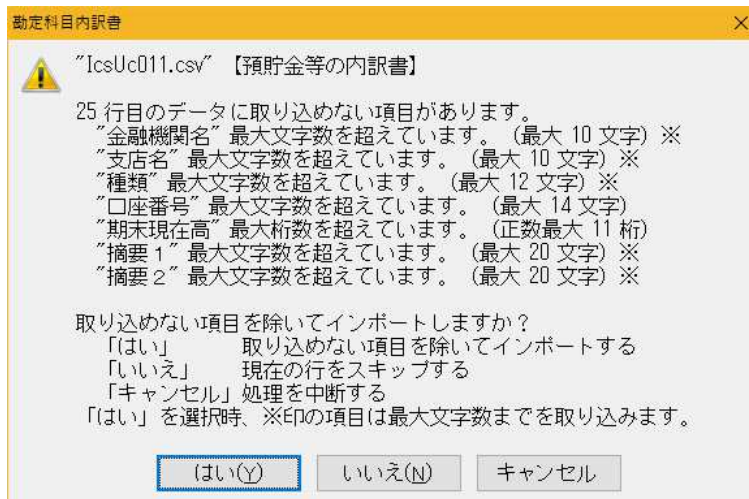 勘定科目内訳書
"IcsUc011.csv" 【預貯金等の内訳書】
25 行目のデータに取り込めない項目があります。
"金融機関名" 最大文字数を超えています。 (最大 10 文字) ※
"支店名" 最大文字数を超えています。 (最大 10 文字) ※
"種類" 最大文字数を超えています。 (最大 12 文字) ※
"口座番号" 最大文字数を超えています。 (最大 14 文字)
"期末現在高" 最大桁数を超えています。 (正数最大 11 桁)
"摘要1" 最大文字数を超えています。 (最大 20 文字) ※
"摘要2" 最大文字数を超えています。 (最大 20 文字) ※
取り込めない項目を除いてインポートしますか?
「はい」 取り込めない項目を除いてインポートする
「いいえ」 現在の行をスキップする
「キャンセル」処理を中断する
「はい」を選択時、※印の項目は最大文字数までを取り込みます。
はい(Y) いいえ(N) キャンセル